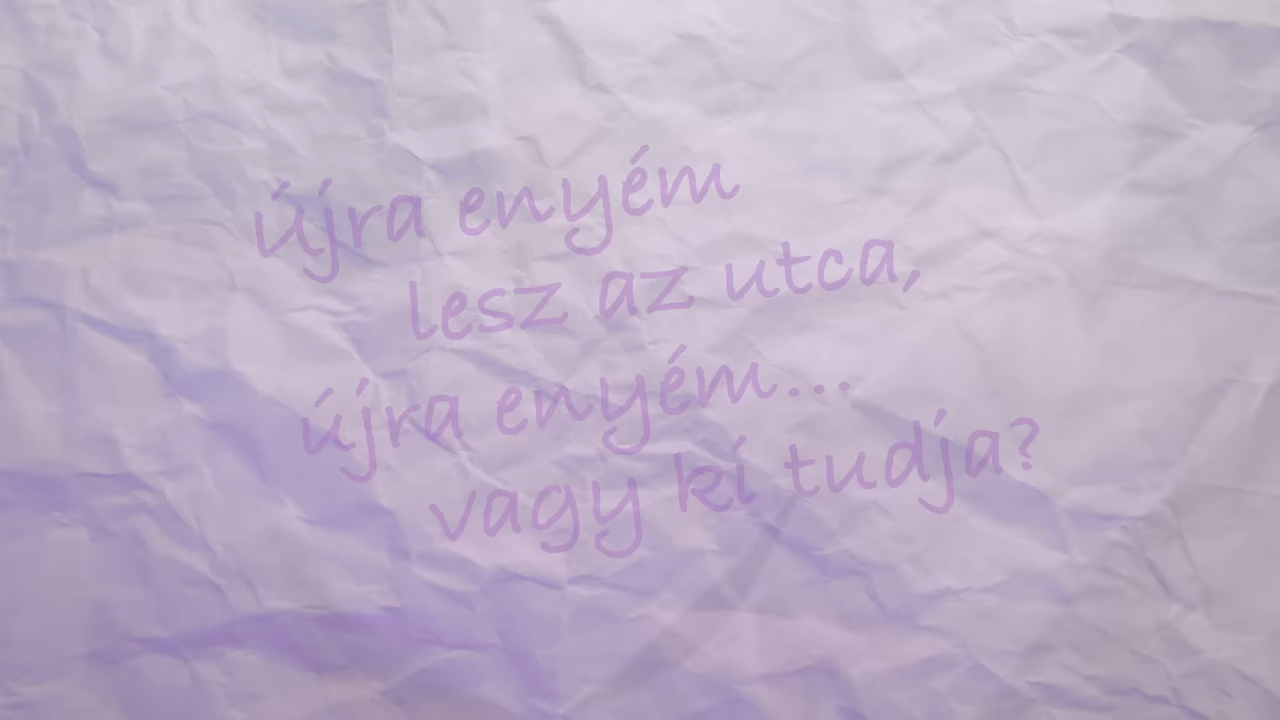 Újra enyém
lesz az utca,
újra enyém...
vagy ki tudja?